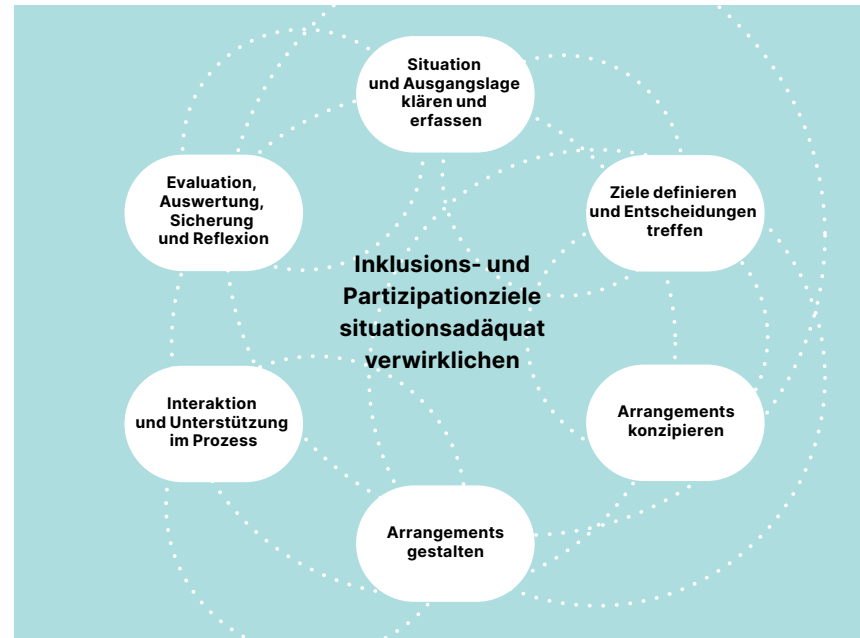 Situation
und Ausgangslage
klären und
erfassen
Evaluation,
Auswertung,
Sicherung
und Reflexion
Ziele definieren
und Entscheidungen
treffen
Inklusions- und
Partizipationziele
situationsadäquat
verwirklichen
Interaktion
und Unterstützung
im Prozess
Arrangements
konzipieren
Arrangements
gestalten